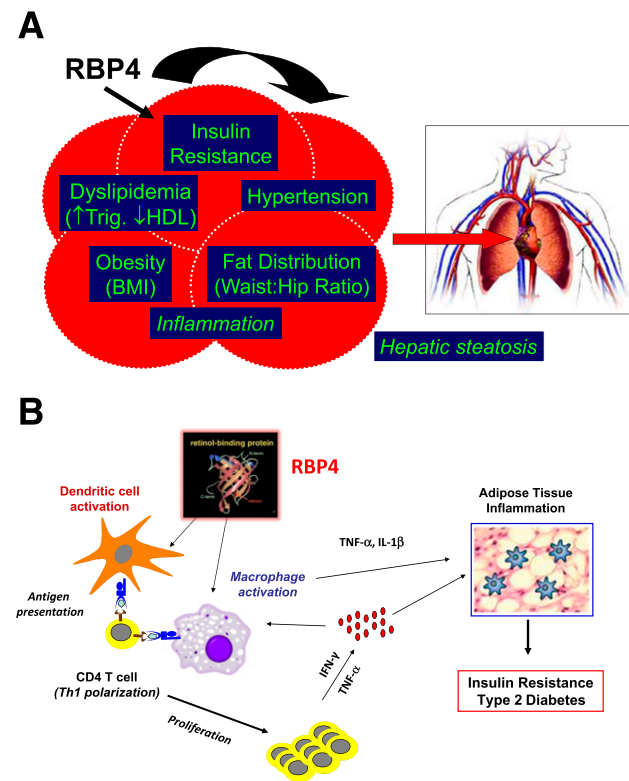 A
RBP4
Insulin
Resistance
Dyslipidemia
(↑Trig. ↓HDL)
Hypertension
Obesity
(BMI)
Fat Distribution
(Waist:Hip Ratio)
Inflammation
Hepatic steatosis
B
retinol-binding protein
N-term
C-term
RBP4
Dendritic cell
activation
Adipose Tissue
Inflammation
TNF-α, IL-1β
Macrophage
activation
Antigen
presentation
IFN-γ
TNF-α
CD4 T cell
(Th1 polarization)
Proliferation
Insulin Resistance
Type 2 Diabetes